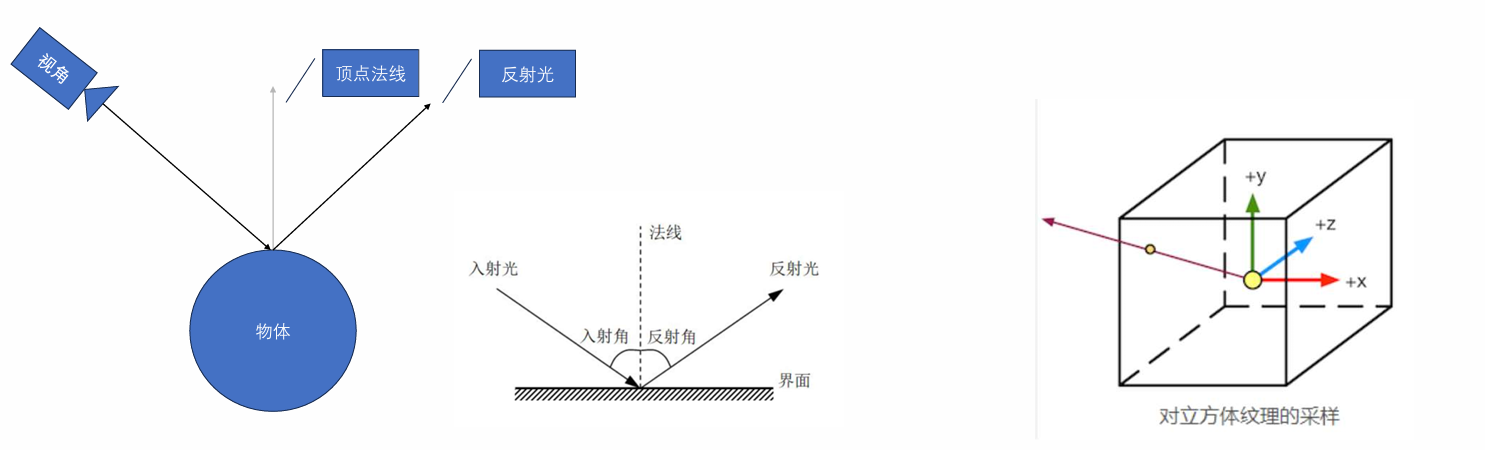 视角
顶点法线
反射光
物体
法线
入射光
反射光
入射角
反射角
界面
+y
+z
+x
对立方体纹理的采样